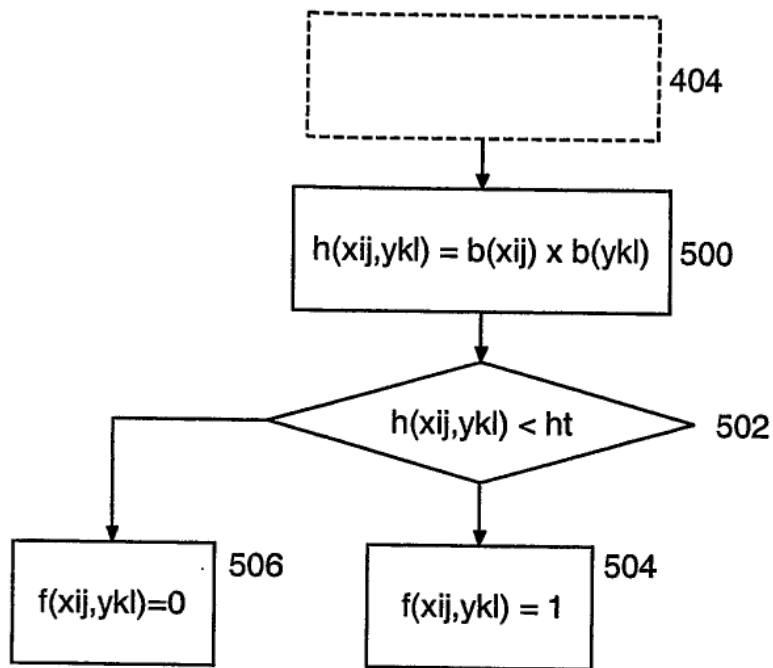 404
h(xij,ykl) = b(xij) x b(ykl)
500
h(xij,ykl) < ht
502
506
504
f(xij,ykl)=0
f(xij,ykl) = 1